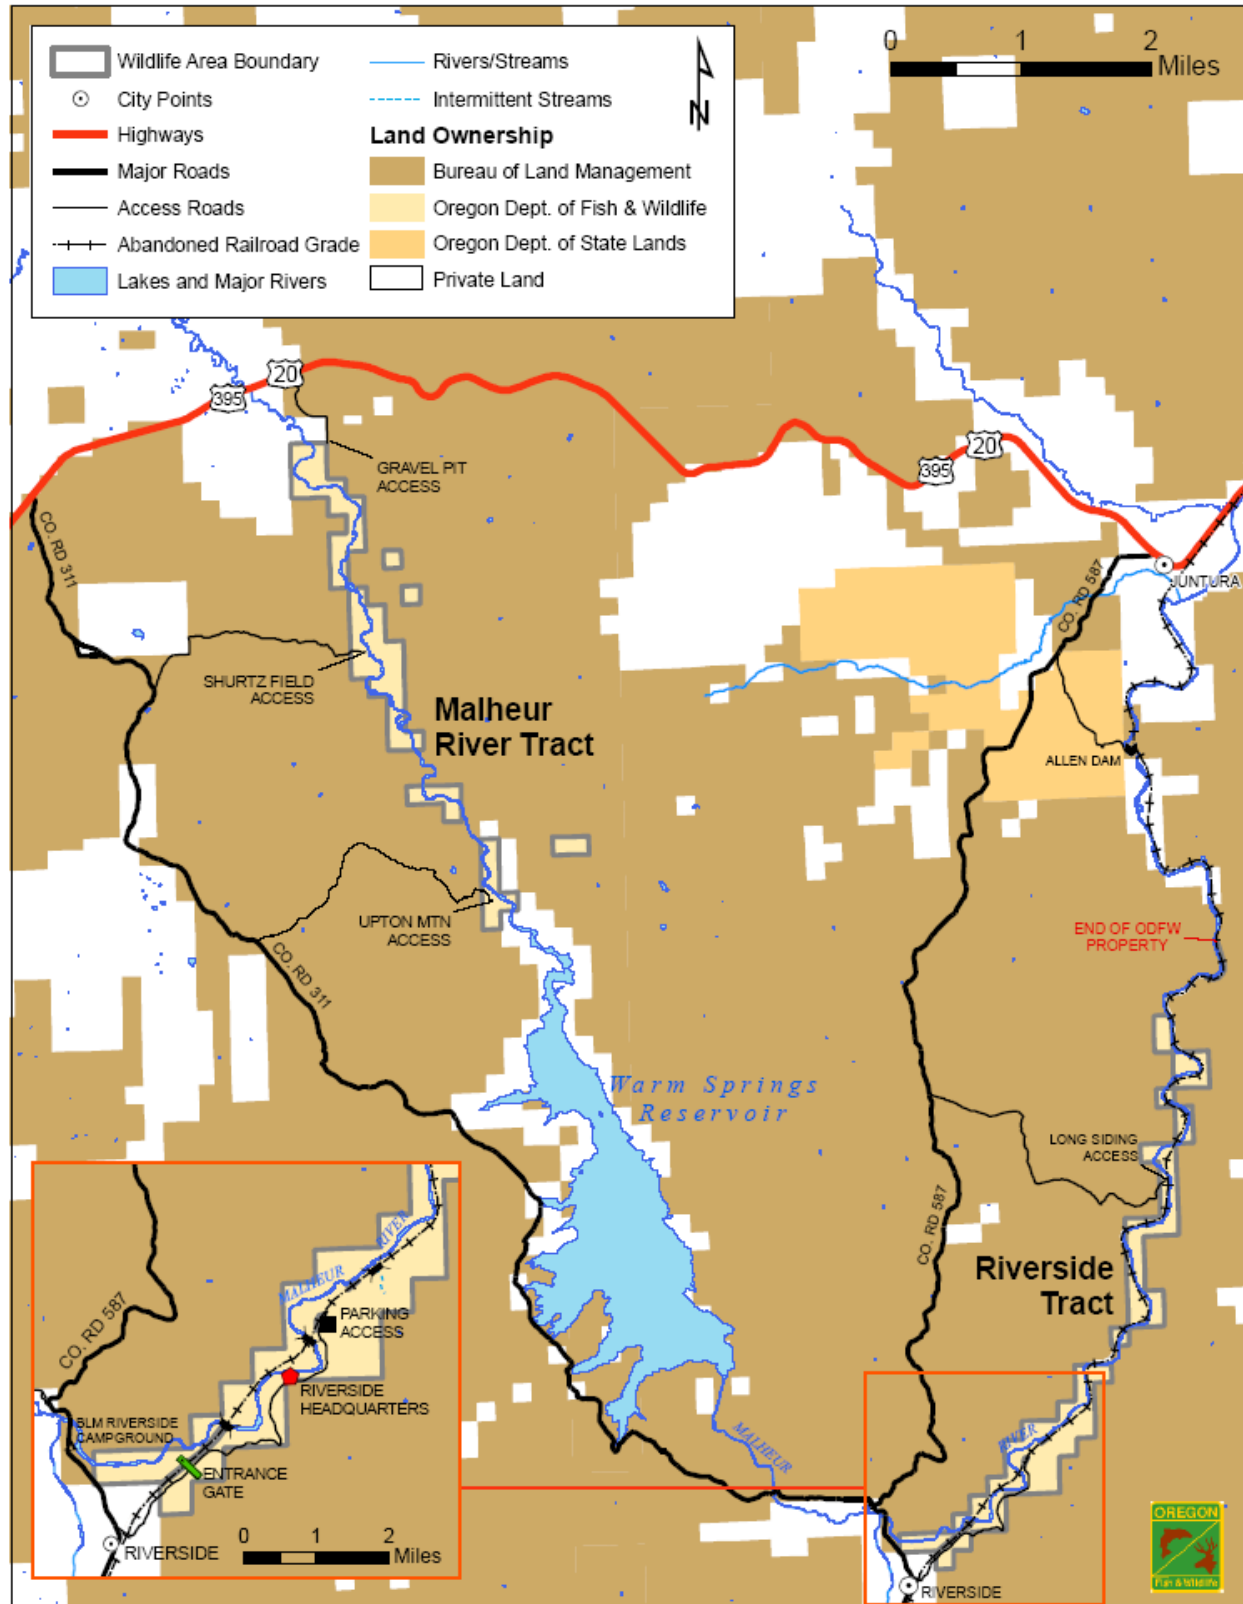 Wildlife Area Boundary
City Points
Highways
Major Roads
Access Roads
Abandoned Railroad Grade
Lakes and Major Rivers
Rivers/Streams
Intermittent Streams
Land Ownership
Bureau of Land Management
Oregon Dept. of Fish & Wildlife
Oregon Dept. of State Lands
Private Land
N
0 1 2
Miles
20
395
GRAVEL PIT
ACCESS
20
395
CO. RD 311
CO. RD 587
JUNTURA
SHURTZ FIELD
ACCESS
Malheur
River Tract
ALLEN DAM
UPTON MTN
ACCESS
END OF ODFW
PROPERTY
CO. RD 311
Warm Springs
Reservoir
LONG SIDING
ACCESS
CO. RD 587
Riverside
Tract
MALHEUR
RIVER
RIVERSIDE
MALHEUR
RIVER
PARKING
ACCESS
CO. RD 587
RIVERSIDE
HEADQUARTERS
BLM RIVERSIDE
CAMPGROUND
ENTRANCE
GATE
RIVERSIDE
0 1 2
Miles
OREGON
Fish & Wildlife